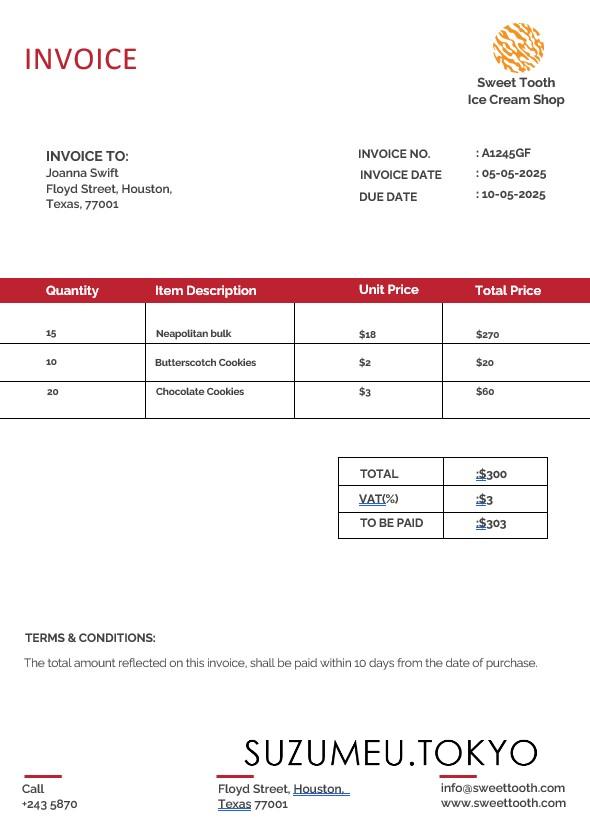 INVOICE
Sweet Tooth
Ice Cream Shop
INVOICE TO:
Joanna Swift
Floyd Street, Houston,
Texas, 77001
INVOICE NO. : A1245GF
INVOICE DATE : 05-05-2025
DUE DATE : 10-05-2025
Quantity Item Description Unit Price Total Price
15 Neapolitan bulk $18 $270
10 Butterscotch Cookies $2 $20
20 Chocolate Cookies $3 $60
TOTAL :$300
VAT(%) :$3
TO BE PAID :$303
TERMS & CONDITIONS:
The total amount reflected on this invoice, shall be paid within 10 days from the date of purchase.
SUZUMEU.TOKYO
Call
+243 5870
Floyd Street, Houston,
Texas 77001
info@sweettooth.com
www.sweettooth.com